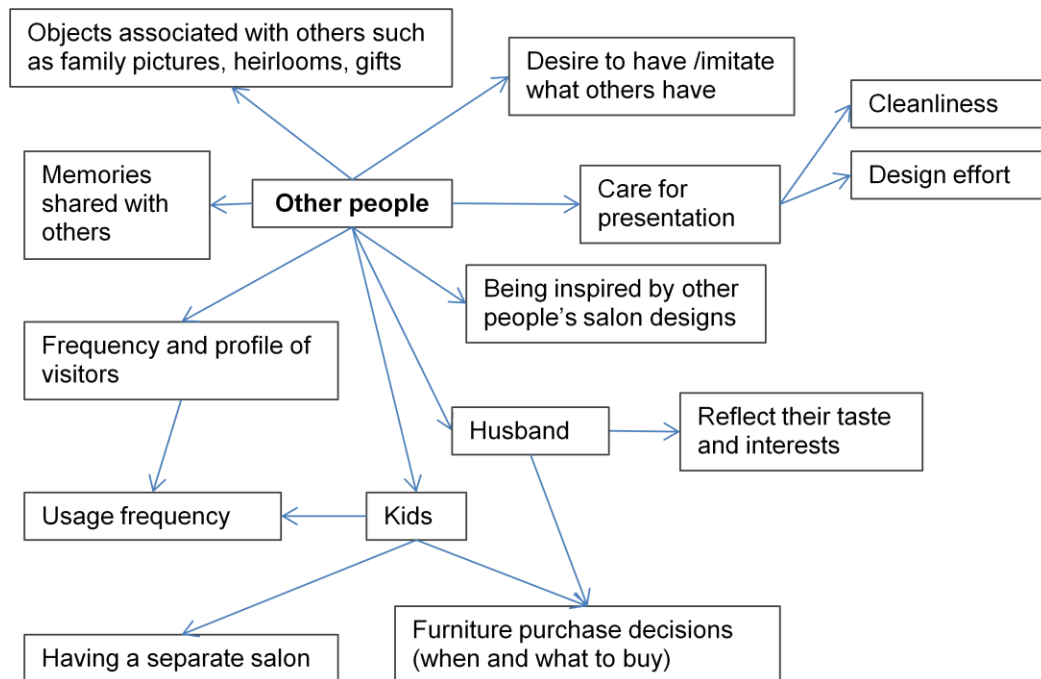 Objects associated with others such
as family pictures, heirlooms, gifts
Desire to have /imitate
what others have
Cleanliness
Design effort
Memories
shared with
others
Other people
Care for
presentation
Being inspired by other
people’s salon designs
Frequency and profile of
visitors
Husband
Reflect their taste
and interests
Usage frequency
Kids
Having a separate salon
Furniture purchase decisions
(when and what to buy)